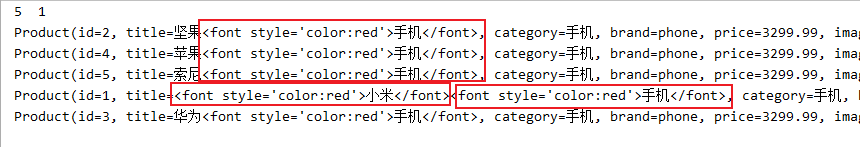 5  1
Product(id=2, title=坚果<font style='color:red'>手机</font>, category=手机, brand=phone, price=3299.99, imag
Product(id=4, title=苹果<font style='color:red'>手机</font>, category=手机, brand=phone, price=3299.99, imag
Product(id=5, title=索尼<font style='color:red'>手机</font>, category=手机, brand=phone, price=3299.99, imag
Product(id=1, title=<font style='color:red'>小米</font><font style='color:red'>手机</font>, category=手机,
Product(id=3, title=华为<font style='color:red'>手机</font>, category=手机, brand=phone, price=3299.99, imag